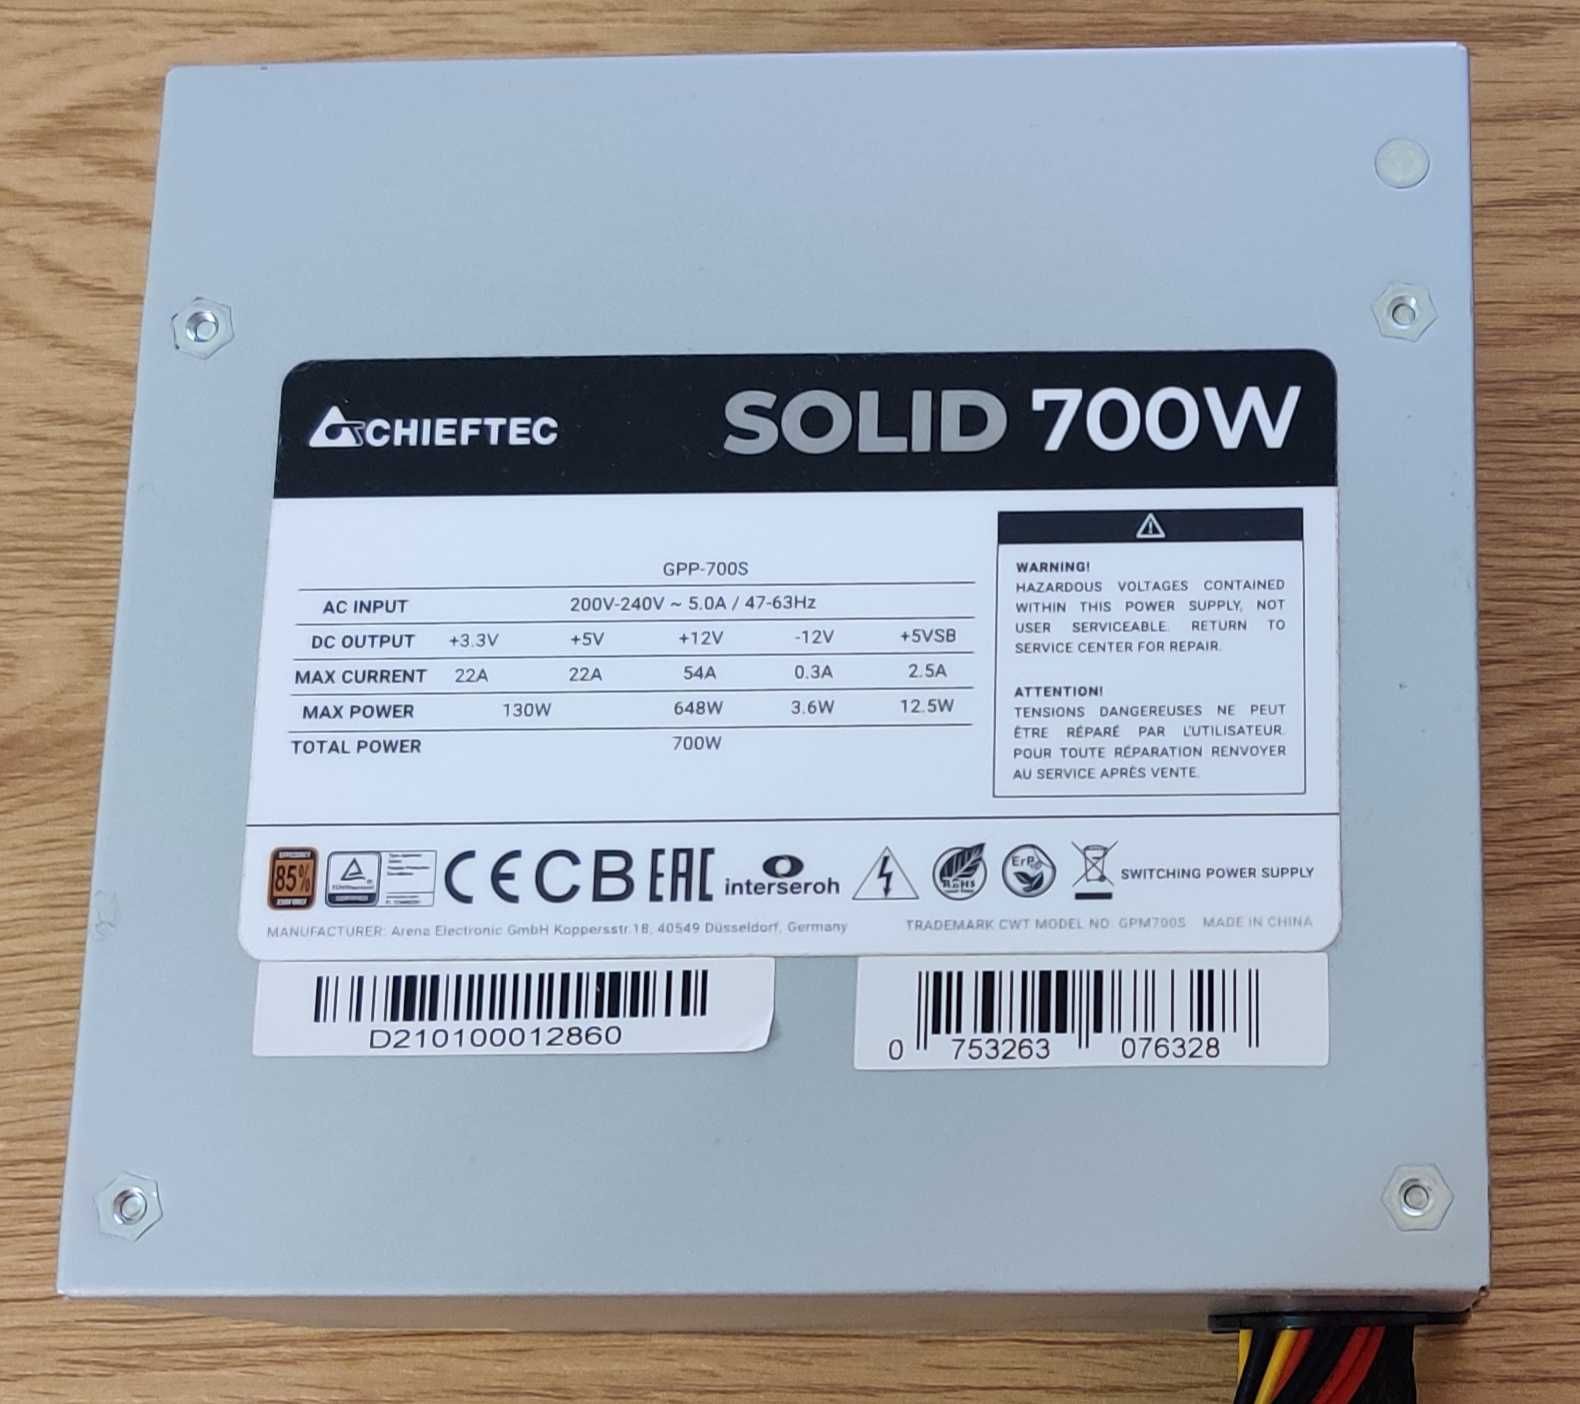 CHIEFTEC SOLID 700W
GPP-700S
AC INPUT 200V-240V ~ 5.0A / 47-63Hz
DC OUTPUT +3.3V +5V +12V -12V +5VSB
MAX CURRENT 22A 22A 54A 0.3A 2.5A
MAX POWER 130W 648W 3.6W 12.5W
TOTAL POWER 700W
WARNING!
HAZARDOUS VOLTAGES CONTAINED
WITHIN THIS POWER SUPPLY, NOT
USER SERVICEABLE. RETURN TO
SERVICE CENTER FOR REPAIR.
ATTENTION!
TENSIONS DANGEREUSES NE PEUT
ÊTRE RÉPARÉ PAR L'UTILISATEUR.
POUR TOUTE RÉPARATION RENVOYER
AU SERVICE APRÈS VENTE.
EFFICIENCY
85%
230V ONLY
CE CB EAC interseroh RoHS ErP SWITCHING POWER SUPPLY
MANUFACTURER: Arena Electronic GmbH Koppersstr.18, 40549 Düsseldorf, Germany TRADEMARK CWT MODEL NO. GPM700S MADE IN CHINA
D210100012860
0 753263 076328